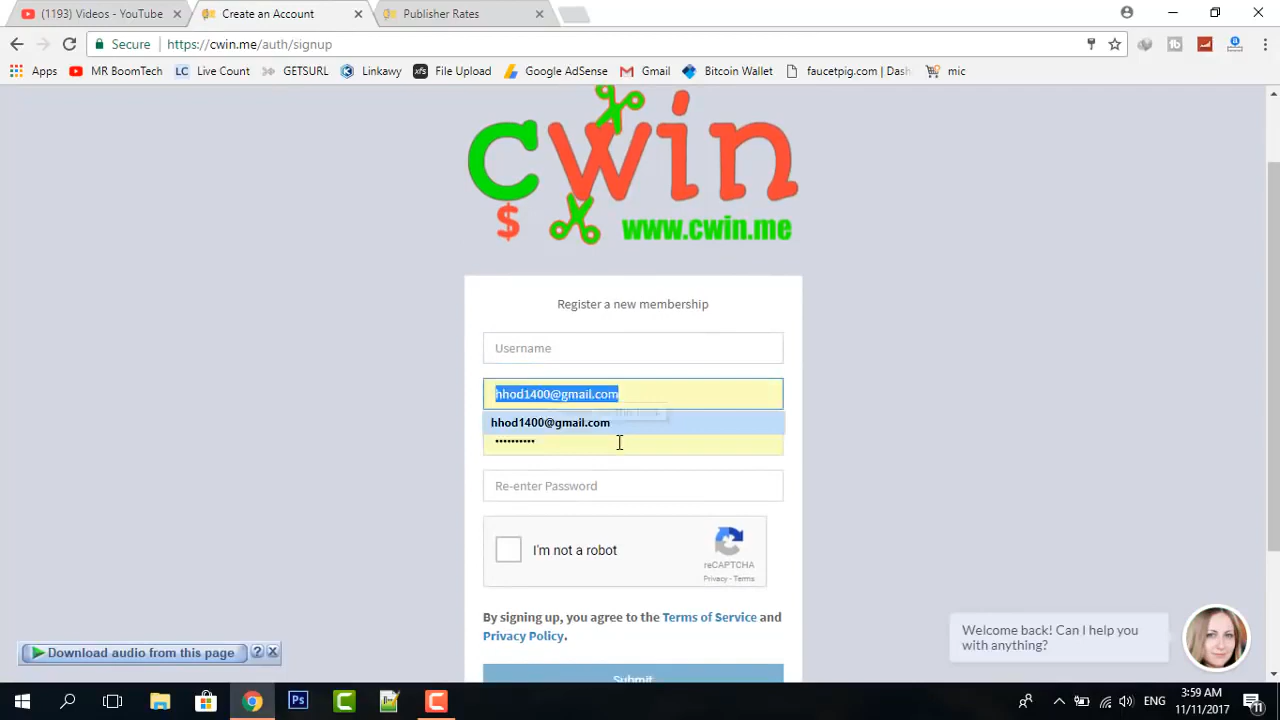 (1193) Videos - YouTube
Create an Account
Publisher Rates
Secure
https://cwin.me/auth/signup
Apps
MR BoomTech
LC Live Count
GETSURL
Linkawy
xfs File Upload
Google AdSense
Gmail
Bitcoin Wallet
faucetpig.com | Dash
mic
cwin
$
www.cwin.me
Register a new membership
Username
hhod1400@gmail.com
hhod1400@gmail.com
••••••••••
Re-enter Password
I'm not a robot
reCAPTCHA
Privacy - Terms
By signing up, you agree to the Terms of Service and
Privacy Policy.
Submit
Welcome back! Can I help you
with anything?
Download audio from this page
?
Ps
ENG
3:59 AM
11/11/2017